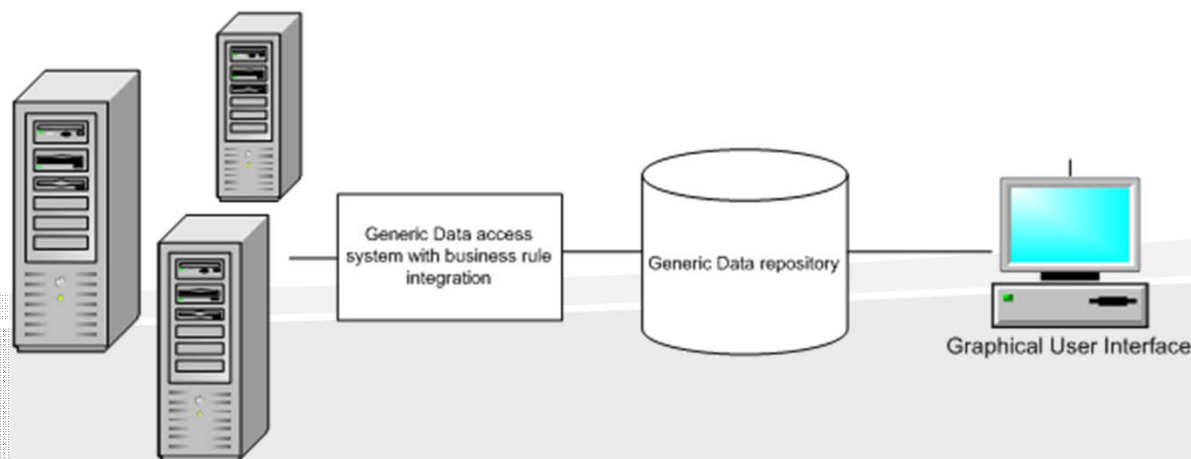 Generic Data access
system with business rule
integration
Generic Data repository
Graphical User Interface